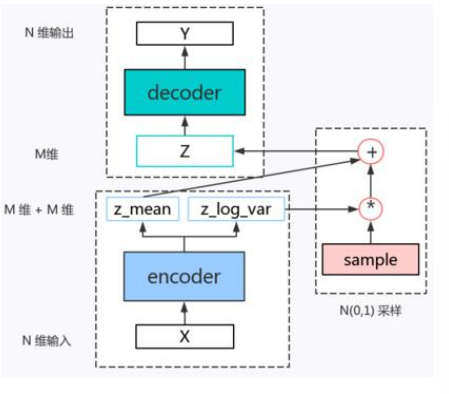 N 维输出
Y
decoder
M维
Z
+
M 维 + M 维
z_mean
z_log_var
*
encoder
sample
N(0,1) 采样
N 维输入
X